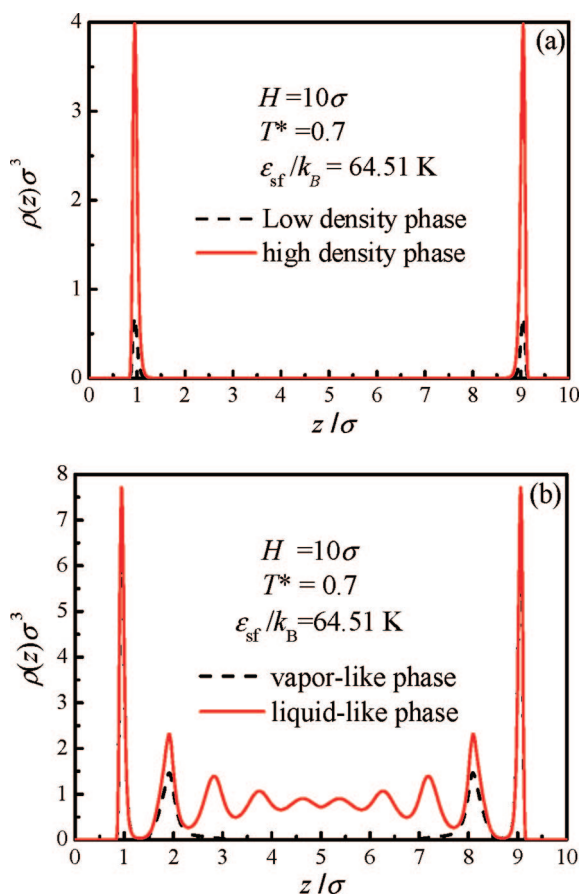 (a)
H =10σ
T* =0.7
ε_sf /k_B = 64.51 K
Low density phase
high density phase
ρ(z)σ³
4
3
2
1
0
0 1 2 3 4 5 6 7 8 9 10
z /σ
(b)
H =10σ
T* = 0.7
ε_sf /k_B=64.51 K
vapor-like phase
liquid-like phase
ρ(z)σ³
8
7
6
5
4
3
2
1
0
0 1 2 3 4 5 6 7 8 9 10
z /σ